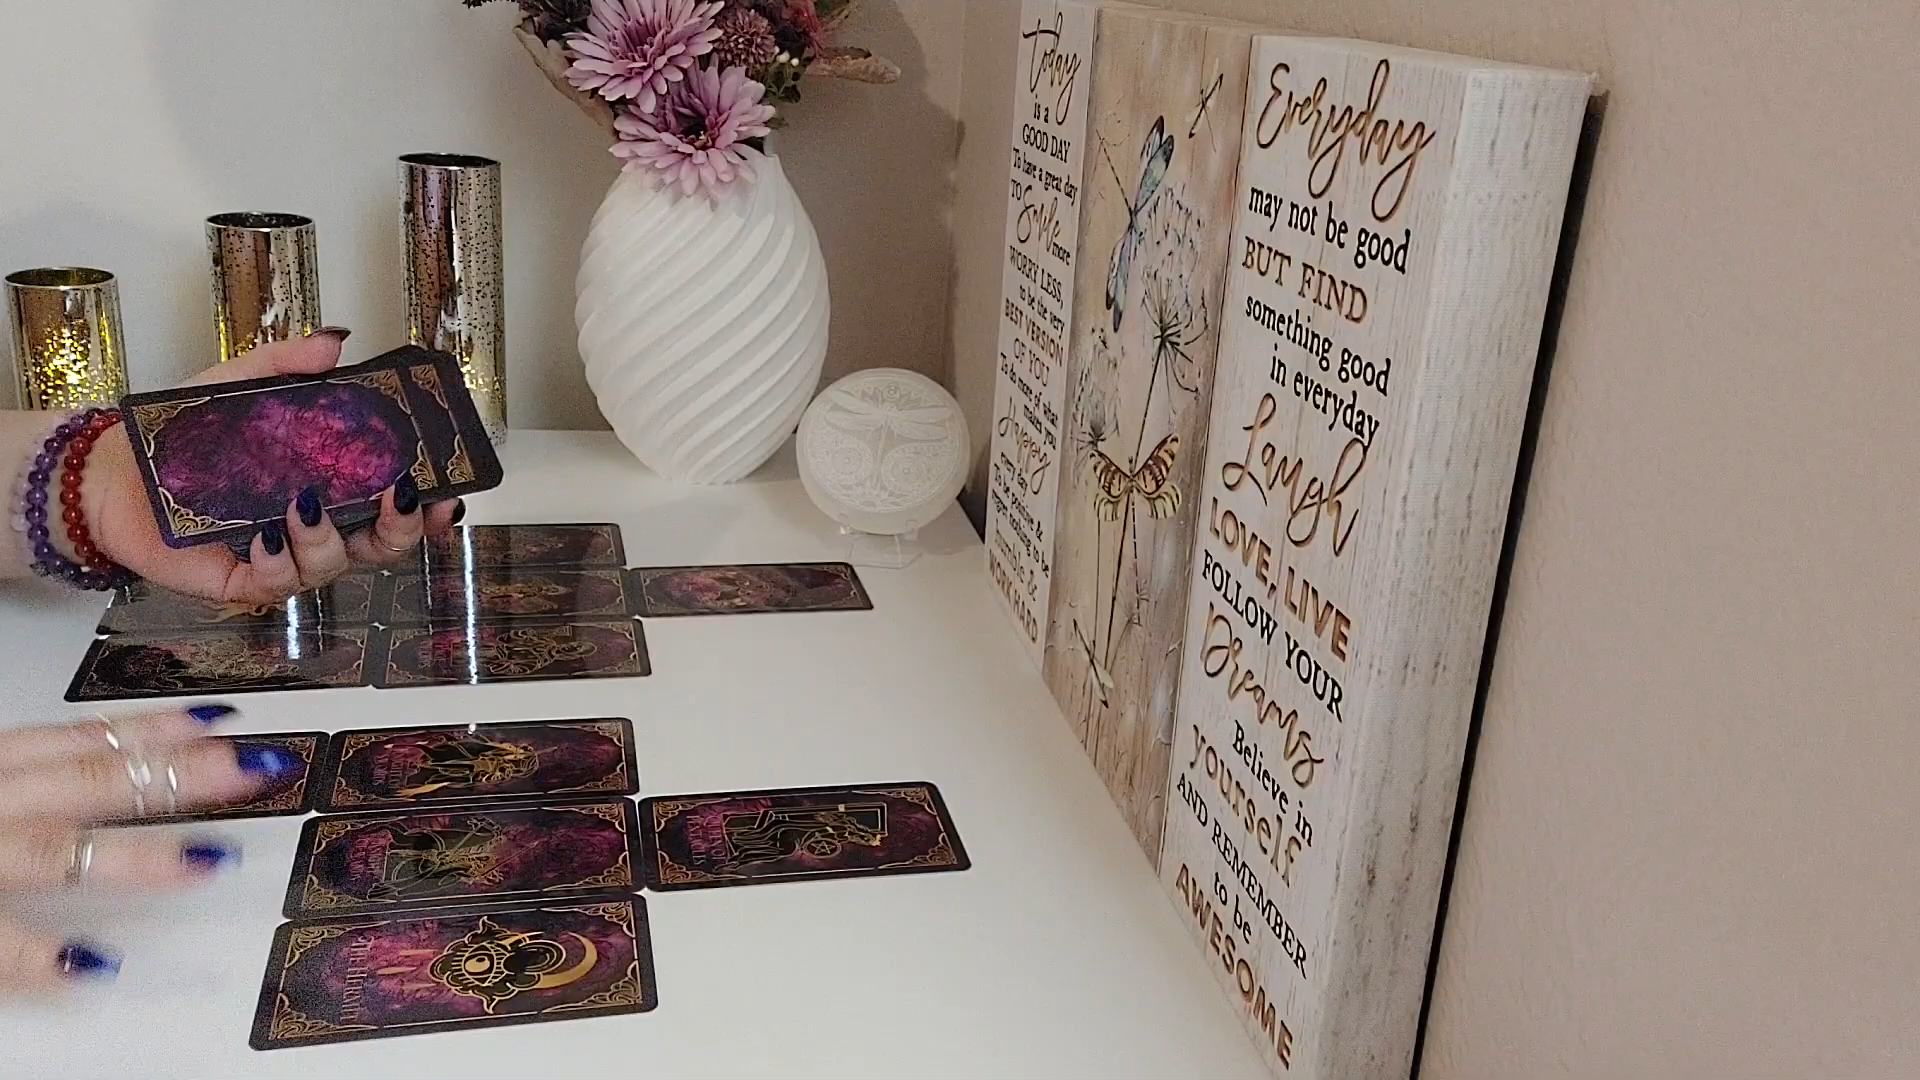 today
is a
GOOD DAY
To have a great day
TO Smile more
WORRY LESS,
to be the very
BEST VERSION
OF YOU
To do more of what
makes you
Happy
every day
To be positive &
regret nothing to be
humble &
WORK HARD
Everyday
may not be good
BUT FIND
something good
in everyday
Laugh
LOVE, LIVE
FOLLOW YOUR
Dreams
Believe in
yourself
AND REMEMBER
to be
AWESOME